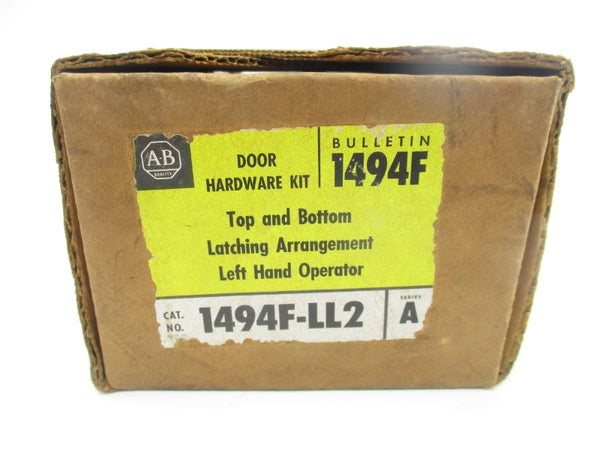 A-B
QUALITY
DOOR
HARDWARE KIT
BULLETIN
1494F
Top and Bottom
Latching Arrangement
Left Hand Operator
CAT.
NO.
1494F-LL2
SERIES
A